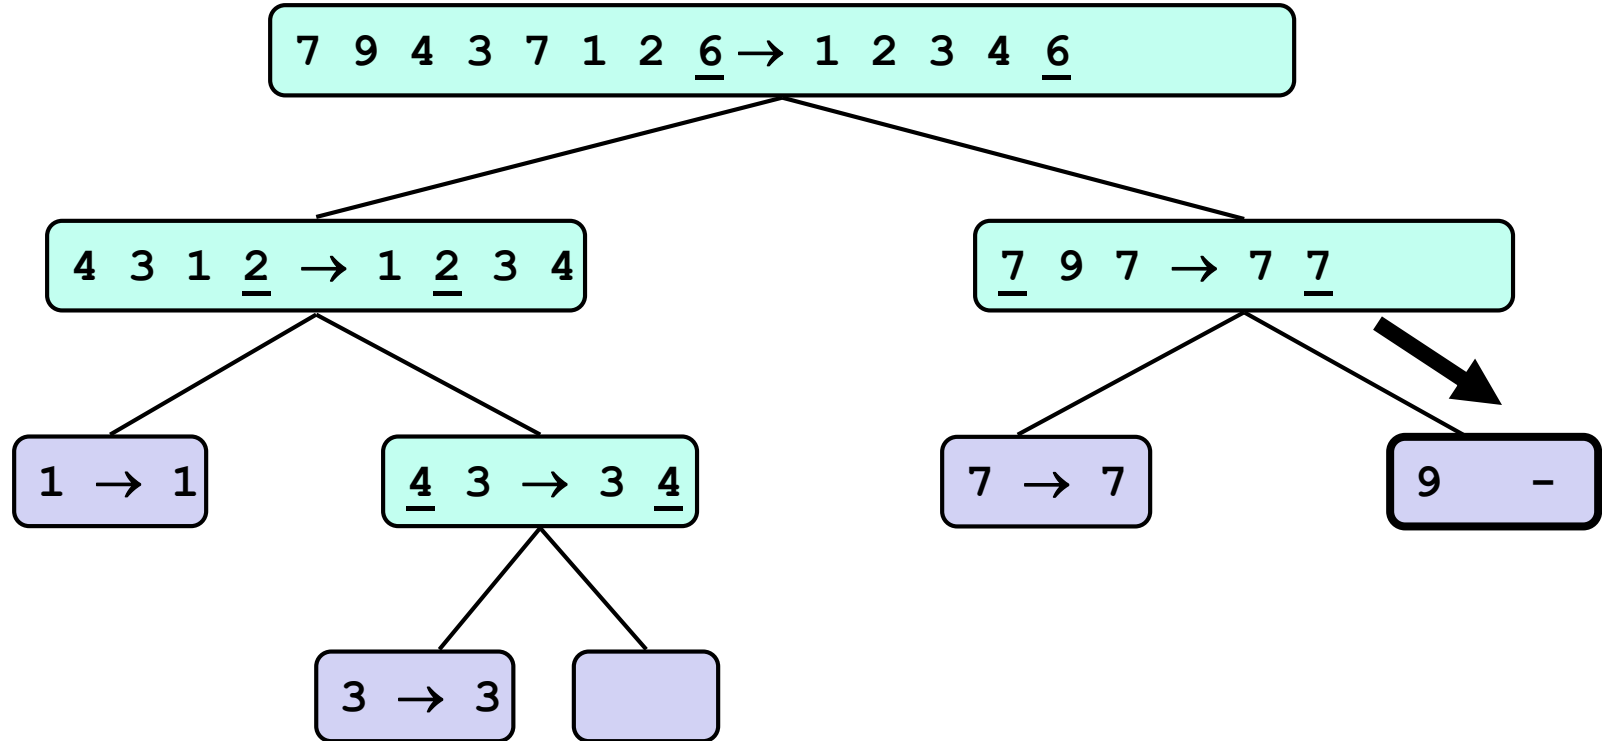 7 9 4 3 7 1 2 6 → 1 2 3 4 6
4 3 1 2 → 1 2 3 4
7 9 7 → 7 7
1 → 1
4 3 → 3 4
7 → 7
9 -
3 → 3